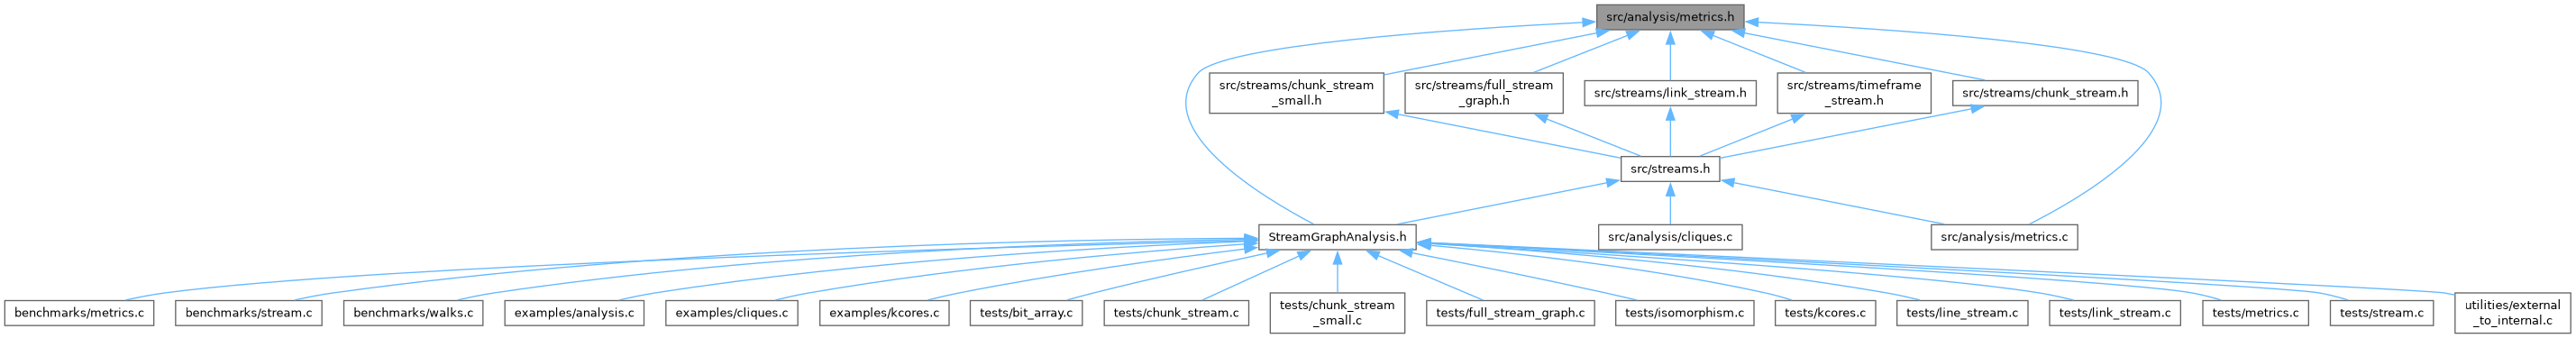 src/analysis/metrics.h
src/streams/chunk_stream
_small.h
src/streams/full_stream
_graph.h
src/streams/link_stream.h
src/streams/timeframe
_stream.h
src/streams/chunk_stream.h
src/streams.h
StreamGraphAnalysis.h
src/analysis/cliques.c
src/analysis/metrics.c
benchmarks/metrics.c
benchmarks/stream.c
benchmarks/walks.c
examples/analysis.c
examples/cliques.c
examples/kcores.c
tests/bit_array.c
tests/chunk_stream.c
tests/chunk_stream
_small.c
tests/full_stream_graph.c
tests/isomorphism.c
tests/kcores.c
tests/line_stream.c
tests/link_stream.c
tests/metrics.c
tests/stream.c
utilities/external
_to_internal.c